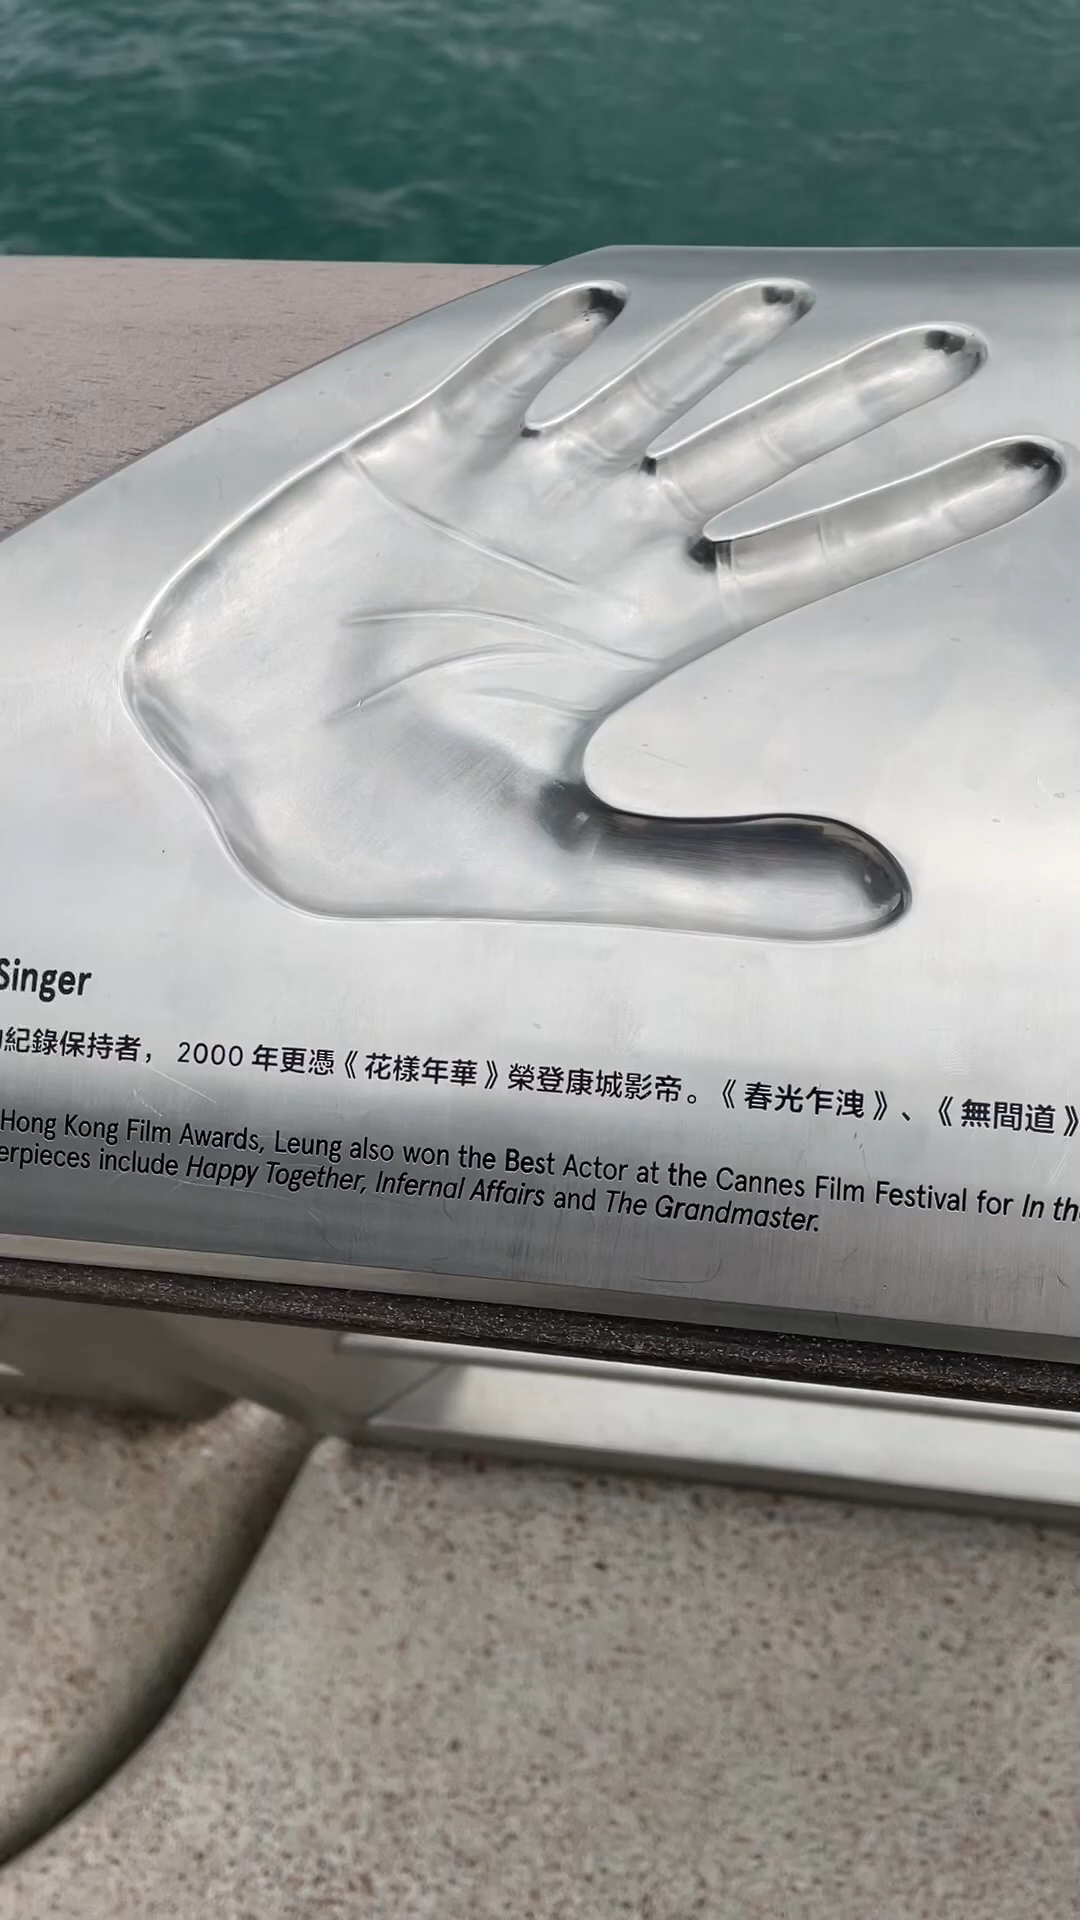 Singer
紀錄保持者，2000 年更憑《花樣年華》榮登康城影帝。《春光乍洩》、《無間道》
Hong Kong Film Awards, Leung also won the Best Actor at the Cannes Film Festival for In th
erpieces include Happy Together, Infernal Affairs and The Grandmaster.